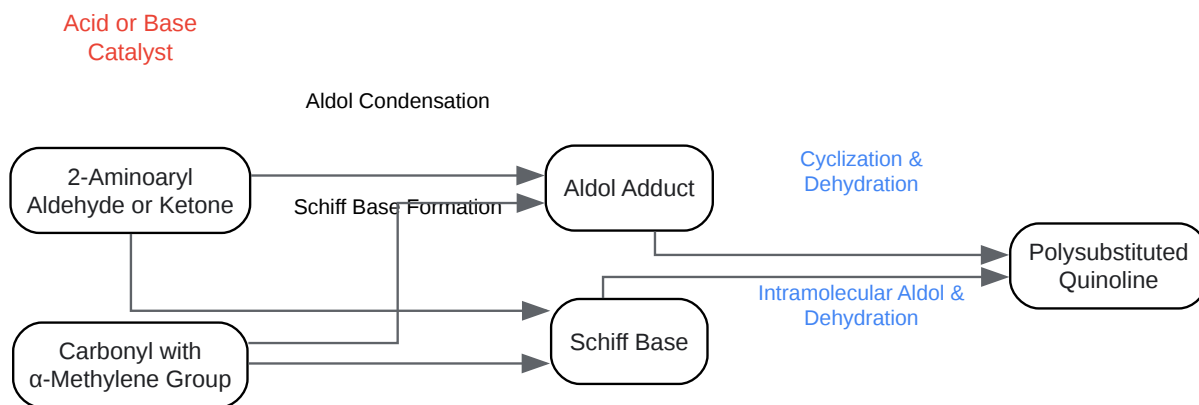 Acid or Base
Catalyst
Aldol Condensation
2-Aminoaryl
Aldehyde or Ketone
Schiff Base Formation
Aldol Adduct
Cyclization &
Dehydration
Polysubstituted
Quinoline
Intramolecular Aldol &
Dehydration
Schiff Base
Carbonyl with
α-Methylene Group